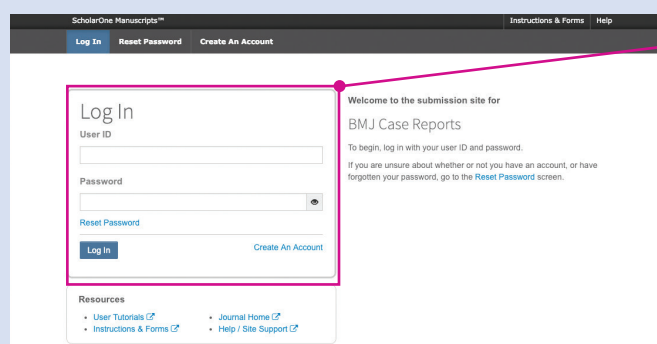 ScholarOne Manuscripts™
Instructions & Forms Help
Log In Reset Password Create An Account
Log In
User ID
Password
Reset Password
Log In
Create An Account
Resources
• User Tutorials
• Instructions & Forms
• Journal Home
• Help / Site Support
Welcome to the submission site for
BMJ Case Reports
To begin, log in with your user ID and password.
If you are unsure about whether or not you have an account, or have
forgotten your password, go to the Reset Password screen.